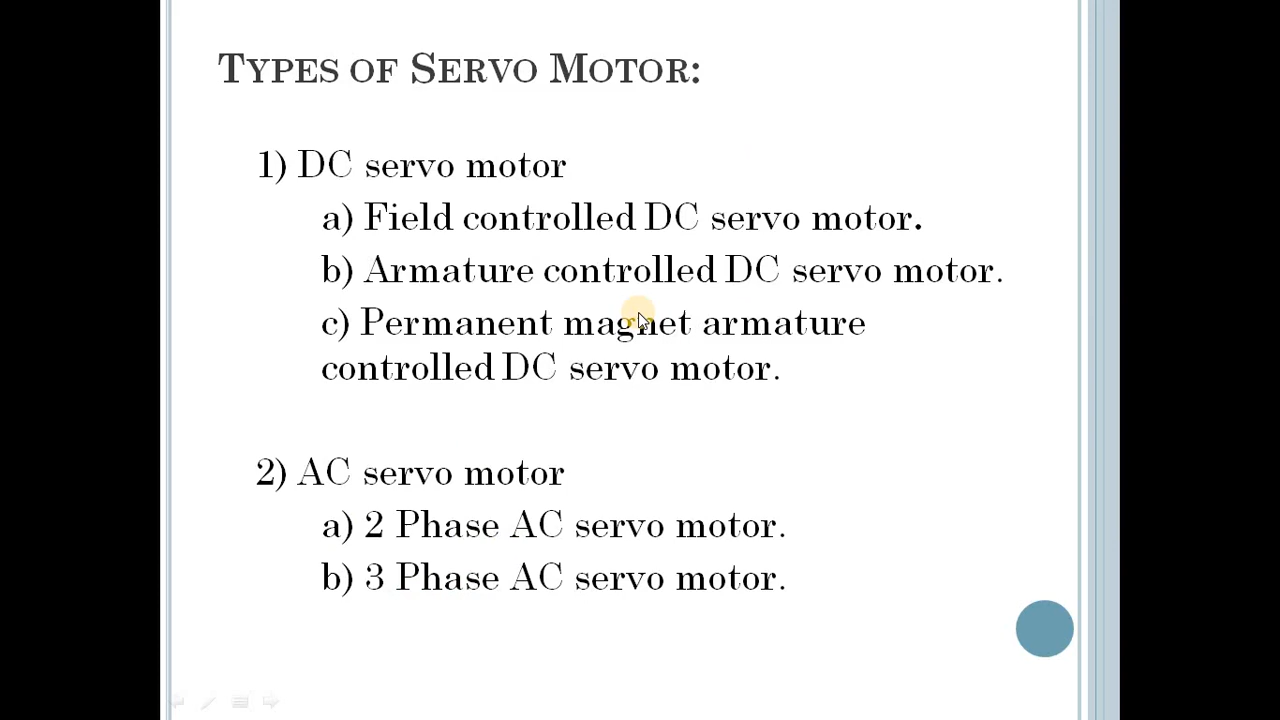 TYPES OF SERVO MOTOR:
1) DC servo motor
a) Field controlled DC servo motor.
b) Armature controlled DC servo motor.
c) Permanent magnet armature
controlled DC servo motor.
2) AC servo motor
a) 2 Phase AC servo motor.
b) 3 Phase AC servo motor.